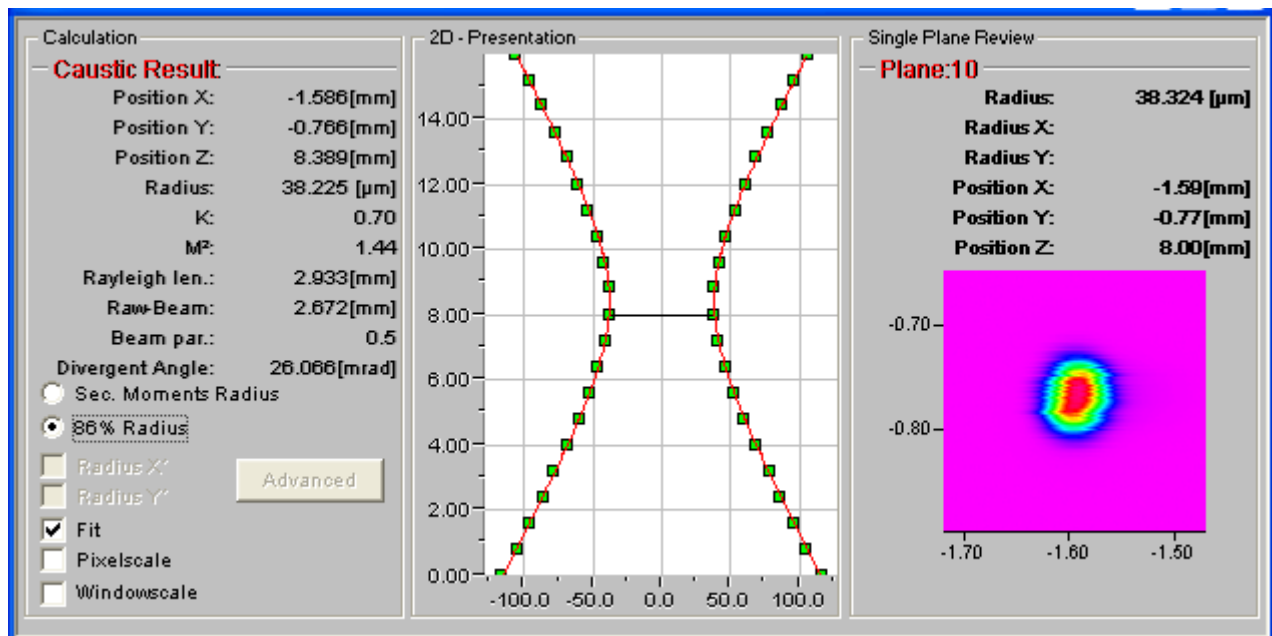 Calculation
Caustic Result:
Position X: -1.586[mm]
Position Y: -0.766[mm]
Position Z: 8.389[mm]
Radius: 38.225 [µm]
K: 0.70
M²: 1.44
Rayleigh len.: 2.933[mm]
Raw-Beam: 2.672[mm]
Beam par.: 0.5
Divergent Angle: 26.066[mrad]
Sec. Moments Radius
86% Radius
Radius X´
Radius Y´
Advanced
Fit
Pixelscale
Windowscale
2D - Presentation
14.00
12.00
10.00
8.00
6.00
4.00
2.00
0.00
-100.0 -50.0 0.0 50.0 100.0
Single Plane Review
Plane:10
Radius: 38.324 [µm]
Radius X:
Radius Y:
Position X: -1.59[mm]
Position Y: -0.77[mm]
Position Z: 8.00[mm]
-0.70
-0.80
-1.70 -1.60 -1.50